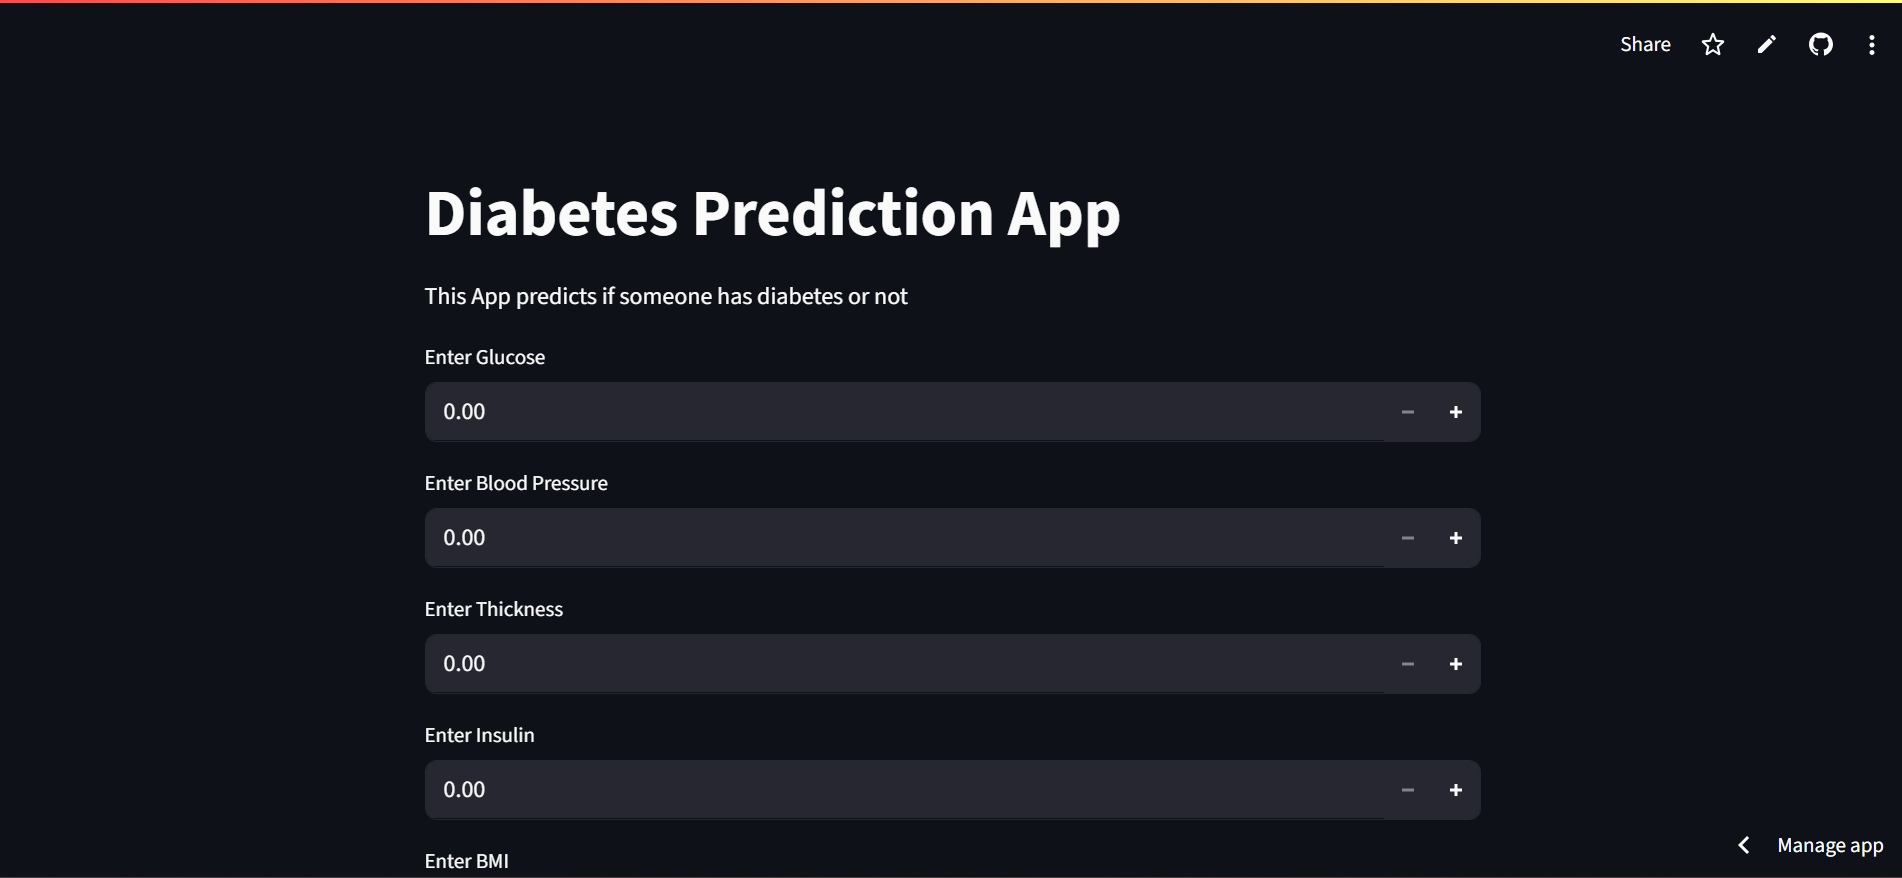 Share
Diabetes Prediction App
This App predicts if someone has diabetes or not
Enter Glucose
0.00
Enter Blood Pressure
0.00
Enter Thickness
0.00
Enter Insulin
0.00
Manage app
Enter BMI